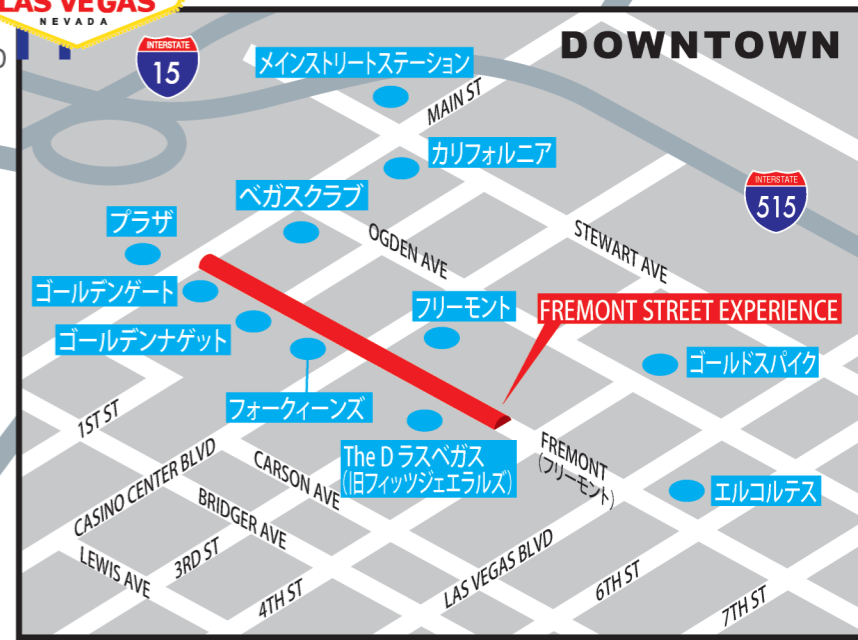 LAS VEGAS
NEVADA
INTERSTATE
15
メインストリートステーション
DOWNTOWN
MAIN ST
カリフォルニア
INTERSTATE
515
ベガスクラブ
プラザ
OGDEN AVE
STEWART AVE
ゴールデンゲート
フリーモント
FREMONT STREET EXPERIENCE
ゴールデンナゲット
ゴールドスパイク
フォークィーンズ
1ST ST
The D ラスベガス
(旧フィッツジェエラルズ)
FREMONT
(フリーモント)
CASINO CENTER BLVD
CARSON AVE
エルコルテス
BRIDGER AVE
LEWIS AVE
3RD ST
4TH ST
LAS VEGAS BLVD
6TH ST
7TH ST